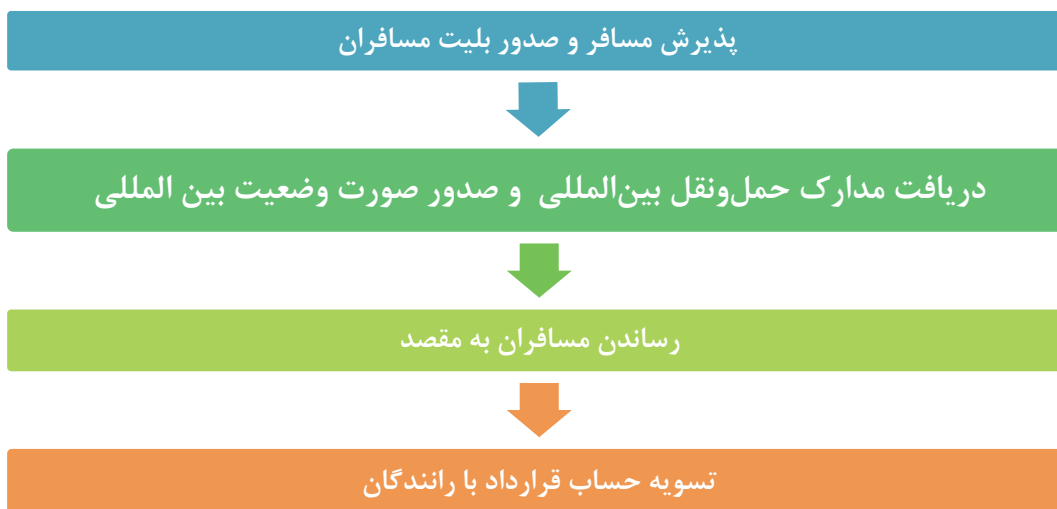 پذیرش مسافر و صدور بلیت مسافران
دریافت مدارک حمل‌ونقل بین‌المللی و صدور صورت وضعیت بین المللی
رساندن مسافران به مقصد
تسویه حساب قرارداد با رانندگان